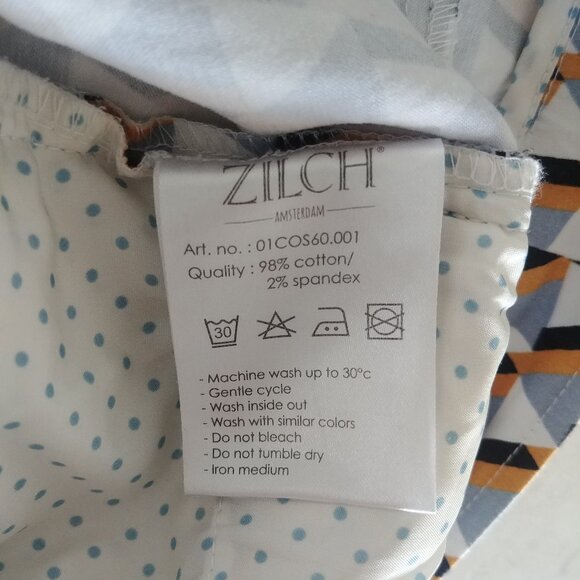 ZILCH®
AMSTERDAM
Art. no. : 01COS60.001
Quality : 98% cotton/
2% spandex
30
- Machine wash up to 30°c
- Gentle cycle
- Wash inside out
- Wash with similar colors
- Do not bleach
- Do not tumble dry
- Iron medium